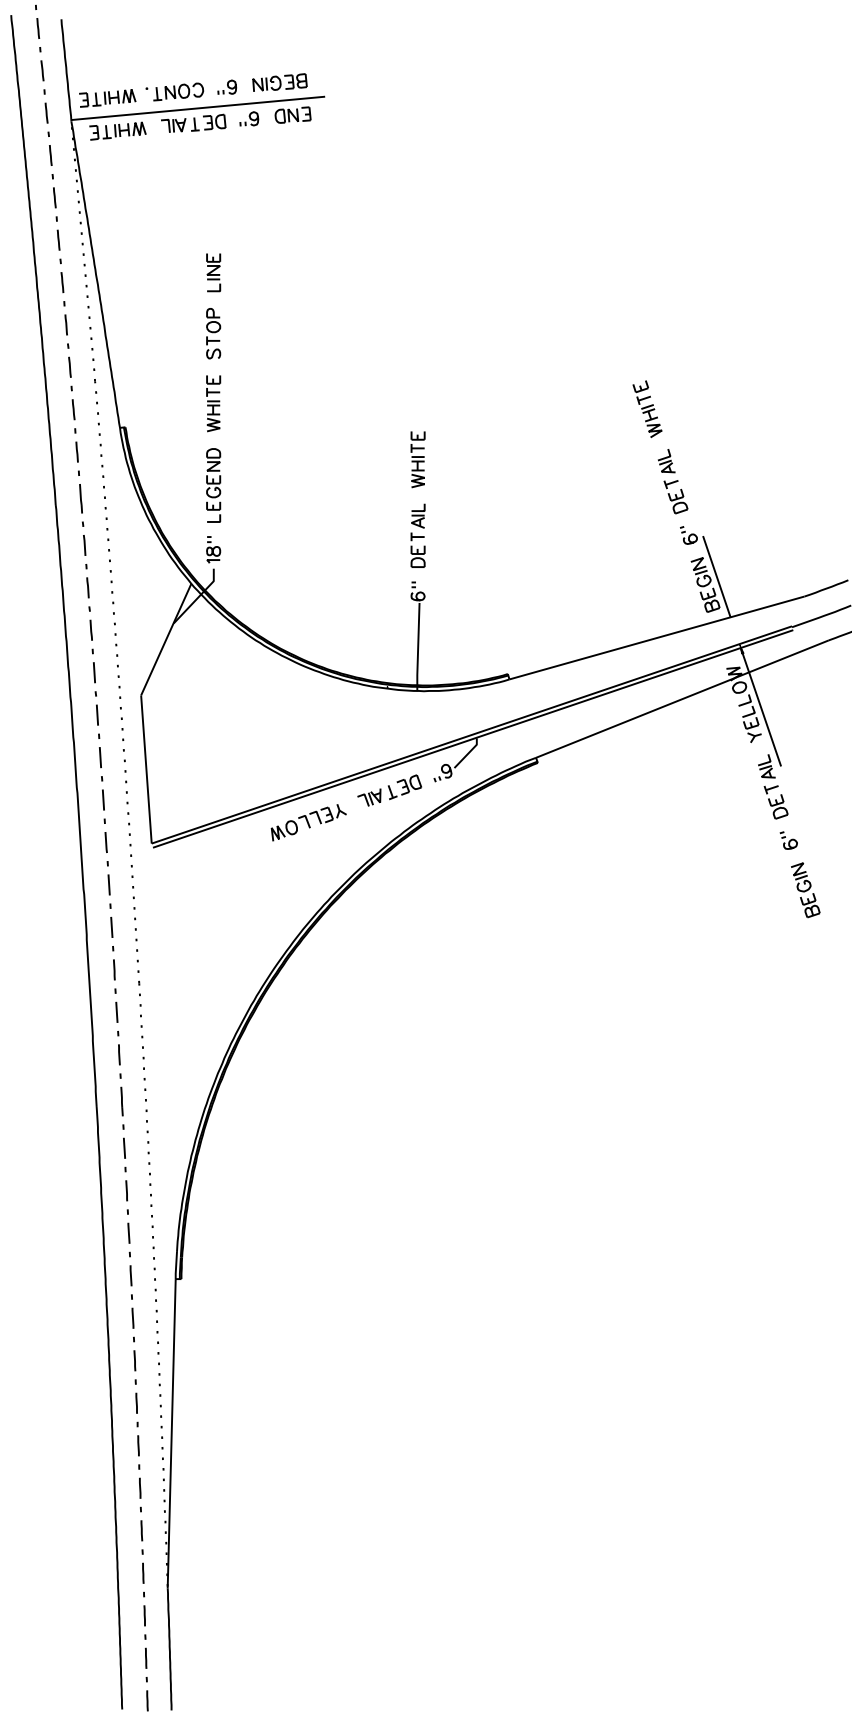 BEGIN 6" CONT. WHITE
END 6" DETAIL WHITE
18" LEGEND WHITE STOP LINE
6" DETAIL WHITE
BEGIN 6" DETAIL WHITE
6" DETAIL YELLOW
BEGIN 6" DETAIL YELLOW